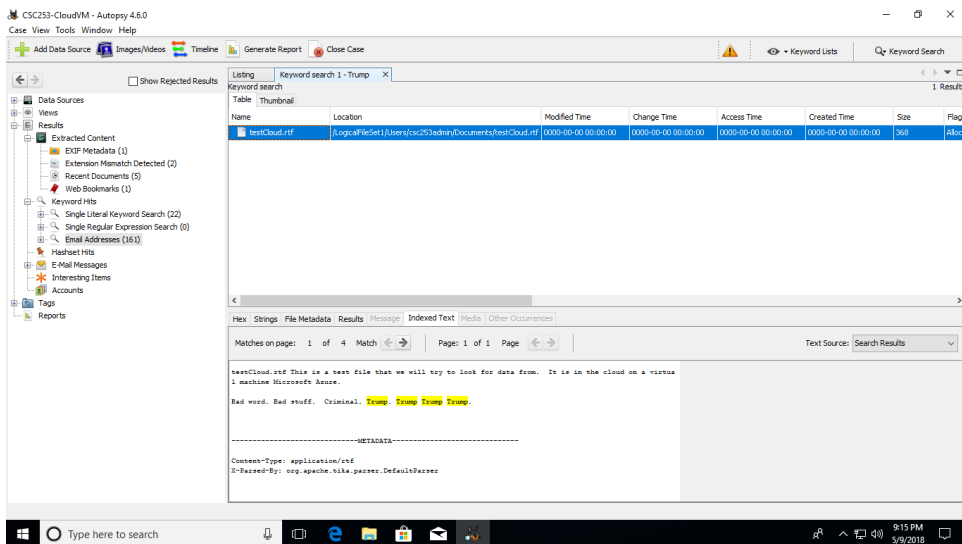 CSC253-CloudVM - Autopsy 4.6.0
Case View Tools Window Help
Add Data Source Images/Videos Timeline Generate Report Close Case Keyword Lists Keyword Search
Show Rejected Results
Data Sources
Views
Results
Extracted Content
EXIF Metadata (1)
Extension Mismatch Detected (2)
Recent Documents (5)
Web Bookmarks (1)
Keyword Hits
Single Literal Keyword Search (22)
Single Regular Expression Search (0)
Email Addresses (161)
Hashset Hits
E-Mail Messages
Interesting Items
Accounts
Tags
Reports
Listing Keyword search 1 - Trump X
Keyword search 1 Result
Table Thumbnail
Name Location Modified Time Change Time Access Time Created Time Size Flag
testCloud.rtf /LogicalFileSet1/Users/csc253admin/Documents/testCloud.rtf 0000-00-00 00:00:00 0000-00-00 00:00:00 0000-00-00 00:00:00 0000-00-00 00:00:00 368 Alloc
Hex Strings File Metadata Results Message Indexed Text Media Other Occurrences
Matches on page: 1 of 4 Match Page: 1 of 1 Page Text Source: Search Results
testCloud.rtf This is a test file that we will try to look for data from. It is in the cloud on a virtua
l machine Microsoft Azure.
Bad word. Bad stuff. Criminal. Trump. Trump Trump Trump.
------------------------------METADATA------------------------------
Content-Type: application/rtf
X-Parsed-By: org.apache.tika.parser.DefaultParser
Type here to search
9:15 PM
5/9/2018